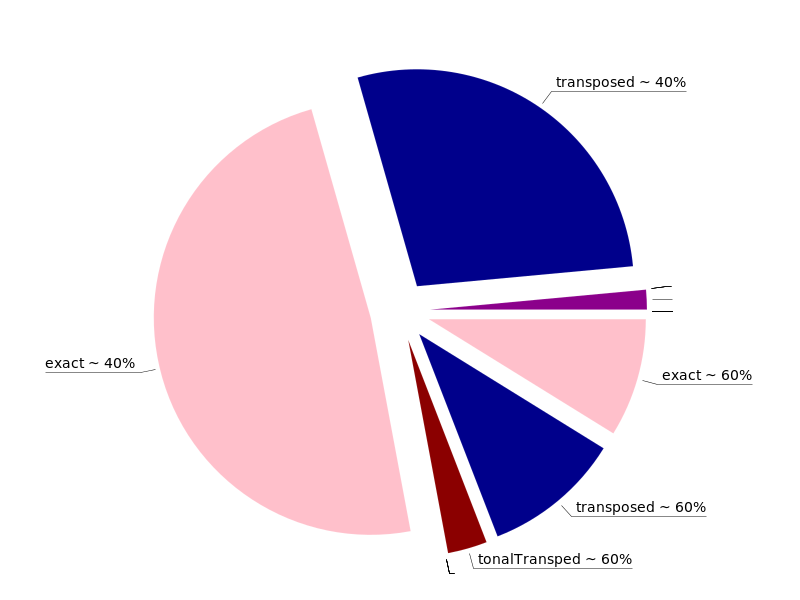 transposed ~ 40%
exact ~ 40%
exact ~ 60%
transposed ~ 60%
tonalTransped ~ 60%